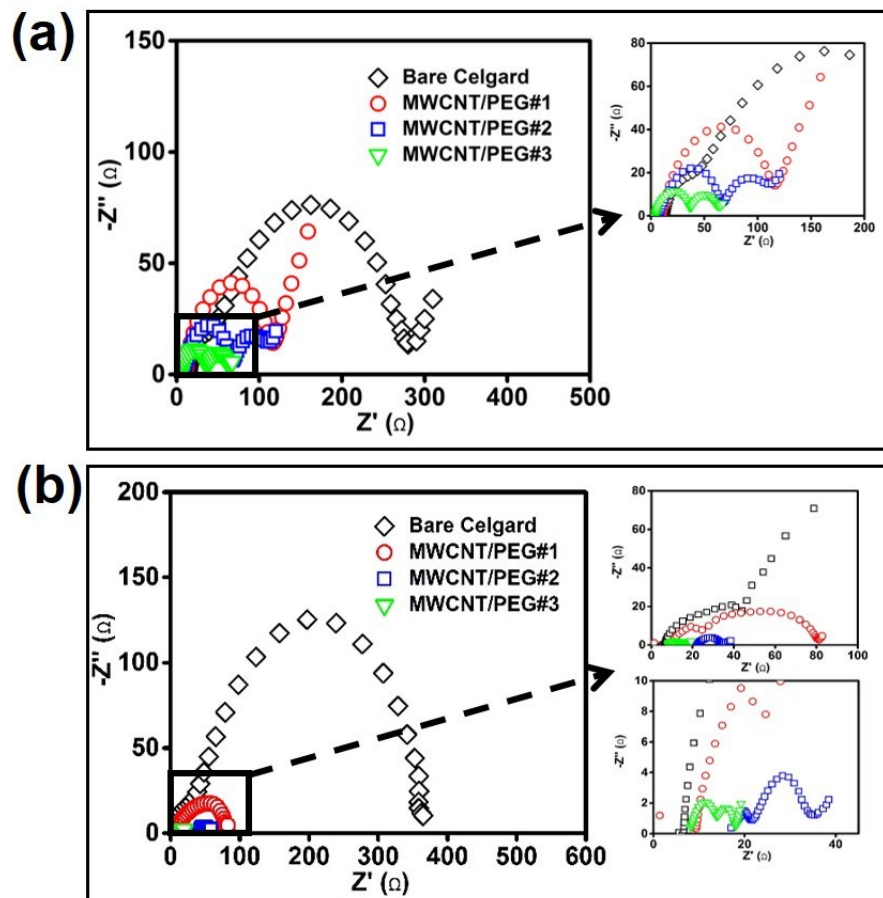 (a)
150
100
50
0
-Z'' (Ω)
Bare Celgard
MWCNT/PEG#1
MWCNT/PEG#2
MWCNT/PEG#3
0 100 200 300 400 500
Z' (Ω)
80
60
40
20
0
-Z'' (Ω)
0 50 100 150 200
Z' (Ω)
(b)
200
150
100
50
0
-Z'' (Ω)
Bare Celgard
MWCNT/PEG#1
MWCNT/PEG#2
MWCNT/PEG#3
0 100 200 300 400 500 600
Z' (Ω)
80
60
40
20
0
-Z'' (Ω)
0 20 40 60 80 100
Z' (Ω)
10
8
6
4
2
0
-Z'' (Ω)
0 20 40
Z' (Ω)